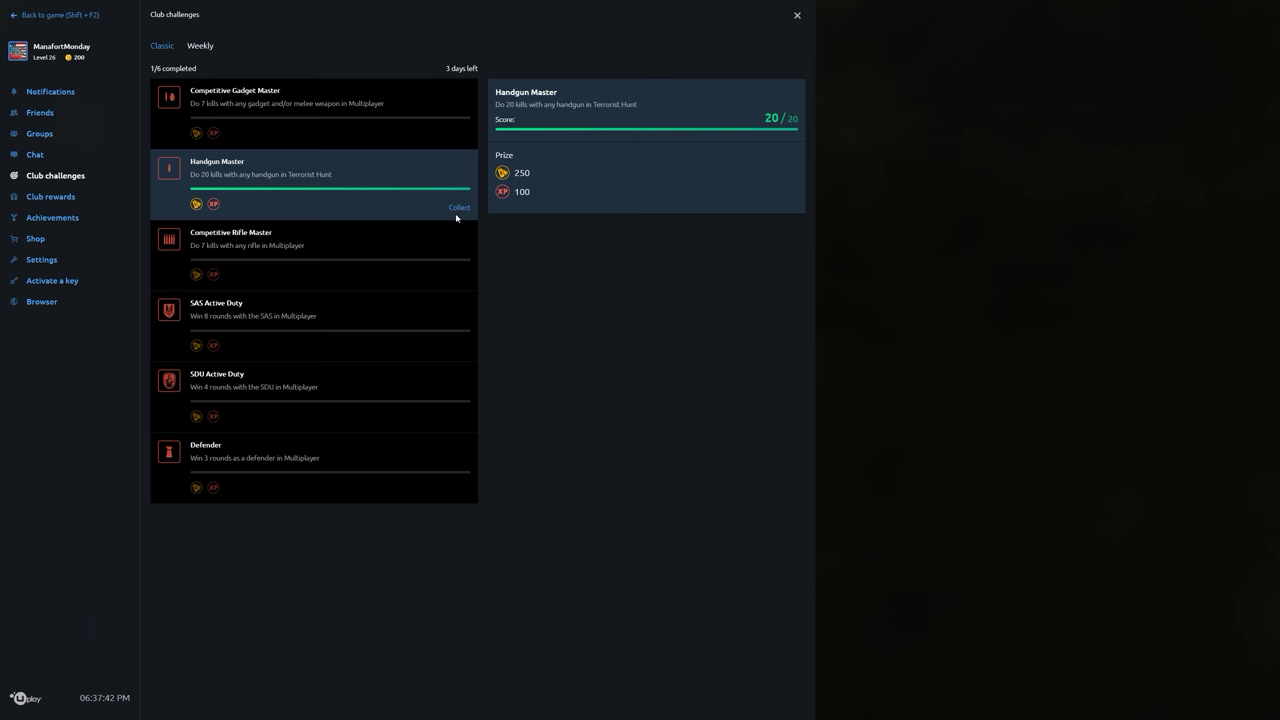 Back to game (Shift + F2)
ManafortMonday
Level 26 200
Notifications
Friends
Groups
Chat
Club challenges
Club rewards
Achievements
Shop
Settings
Activate a key
Browser
uplay 06:37:42 PM
Club challenges
Classic Weekly
1/6 completed 3 days left
Competitive Gadget Master
Do 7 kills with any gadget and/or melee weapon in Multiplayer
XP
Handgun Master
Do 20 kills with any handgun in Terrorist Hunt
XP
Collect
Competitive Rifle Master
Do 7 kills with any rifle in Multiplayer
XP
SAS Active Duty
Win 8 rounds with the SAS in Multiplayer
XP
SDU Active Duty
Win 4 rounds with the SDU in Multiplayer
XP
Defender
Win 3 rounds as a defender in Multiplayer
XP
Handgun Master
Do 20 kills with any handgun in Terrorist Hunt
Score: 20 / 20
Prize
250
XP 100